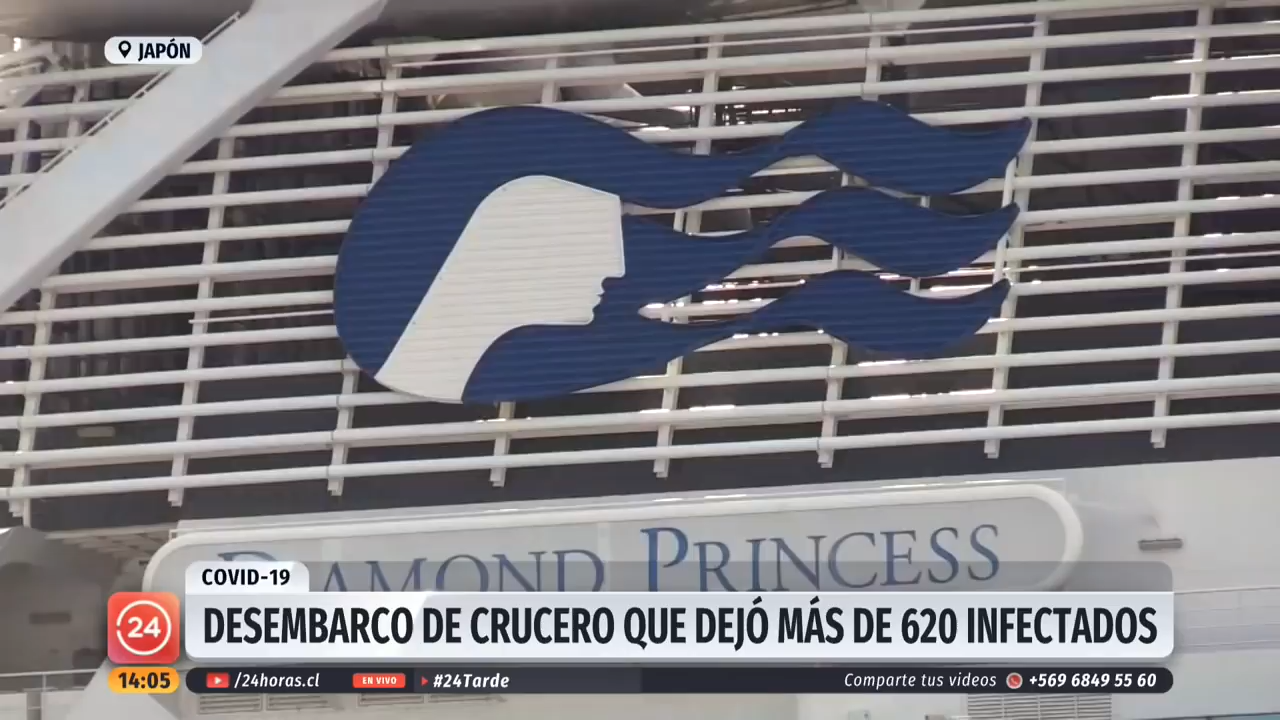 JAPÓN
DIAMOND PRINCESS
COVID-19
24
DESEMBARCO DE CRUCERO QUE DEJÓ MÁS DE 620 INFECTADOS
14:05
/24horas.cl
EN VIVO
#24Tarde
Comparte tus videos
+569 6849 55 60